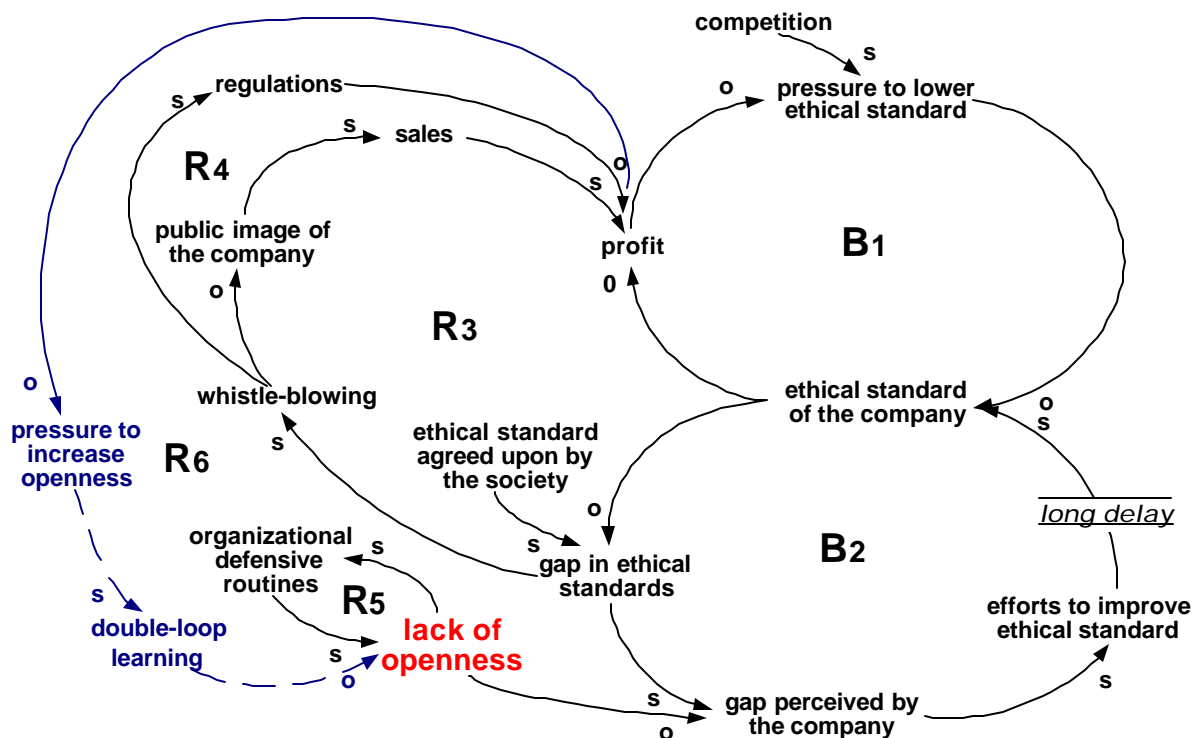 competition
s
o
pressure to lower
ethical standard
regulations
s
s
sales
R4
o
s
public image of
the company
profit
B1
0
o
R3
o
whistle-blowing
ethical standard
of the company
o
s
pressure to
increase
openness
R6
s
ethical standard
agreed upon by
the society
o
long delay
organizational
defensive
routines
s
s
gap in ethical
standards
B2
R5
s
efforts to improve
ethical standard
double-loop
learning
s
lack of
openness
o
s
s
gap perceived by
the company
o